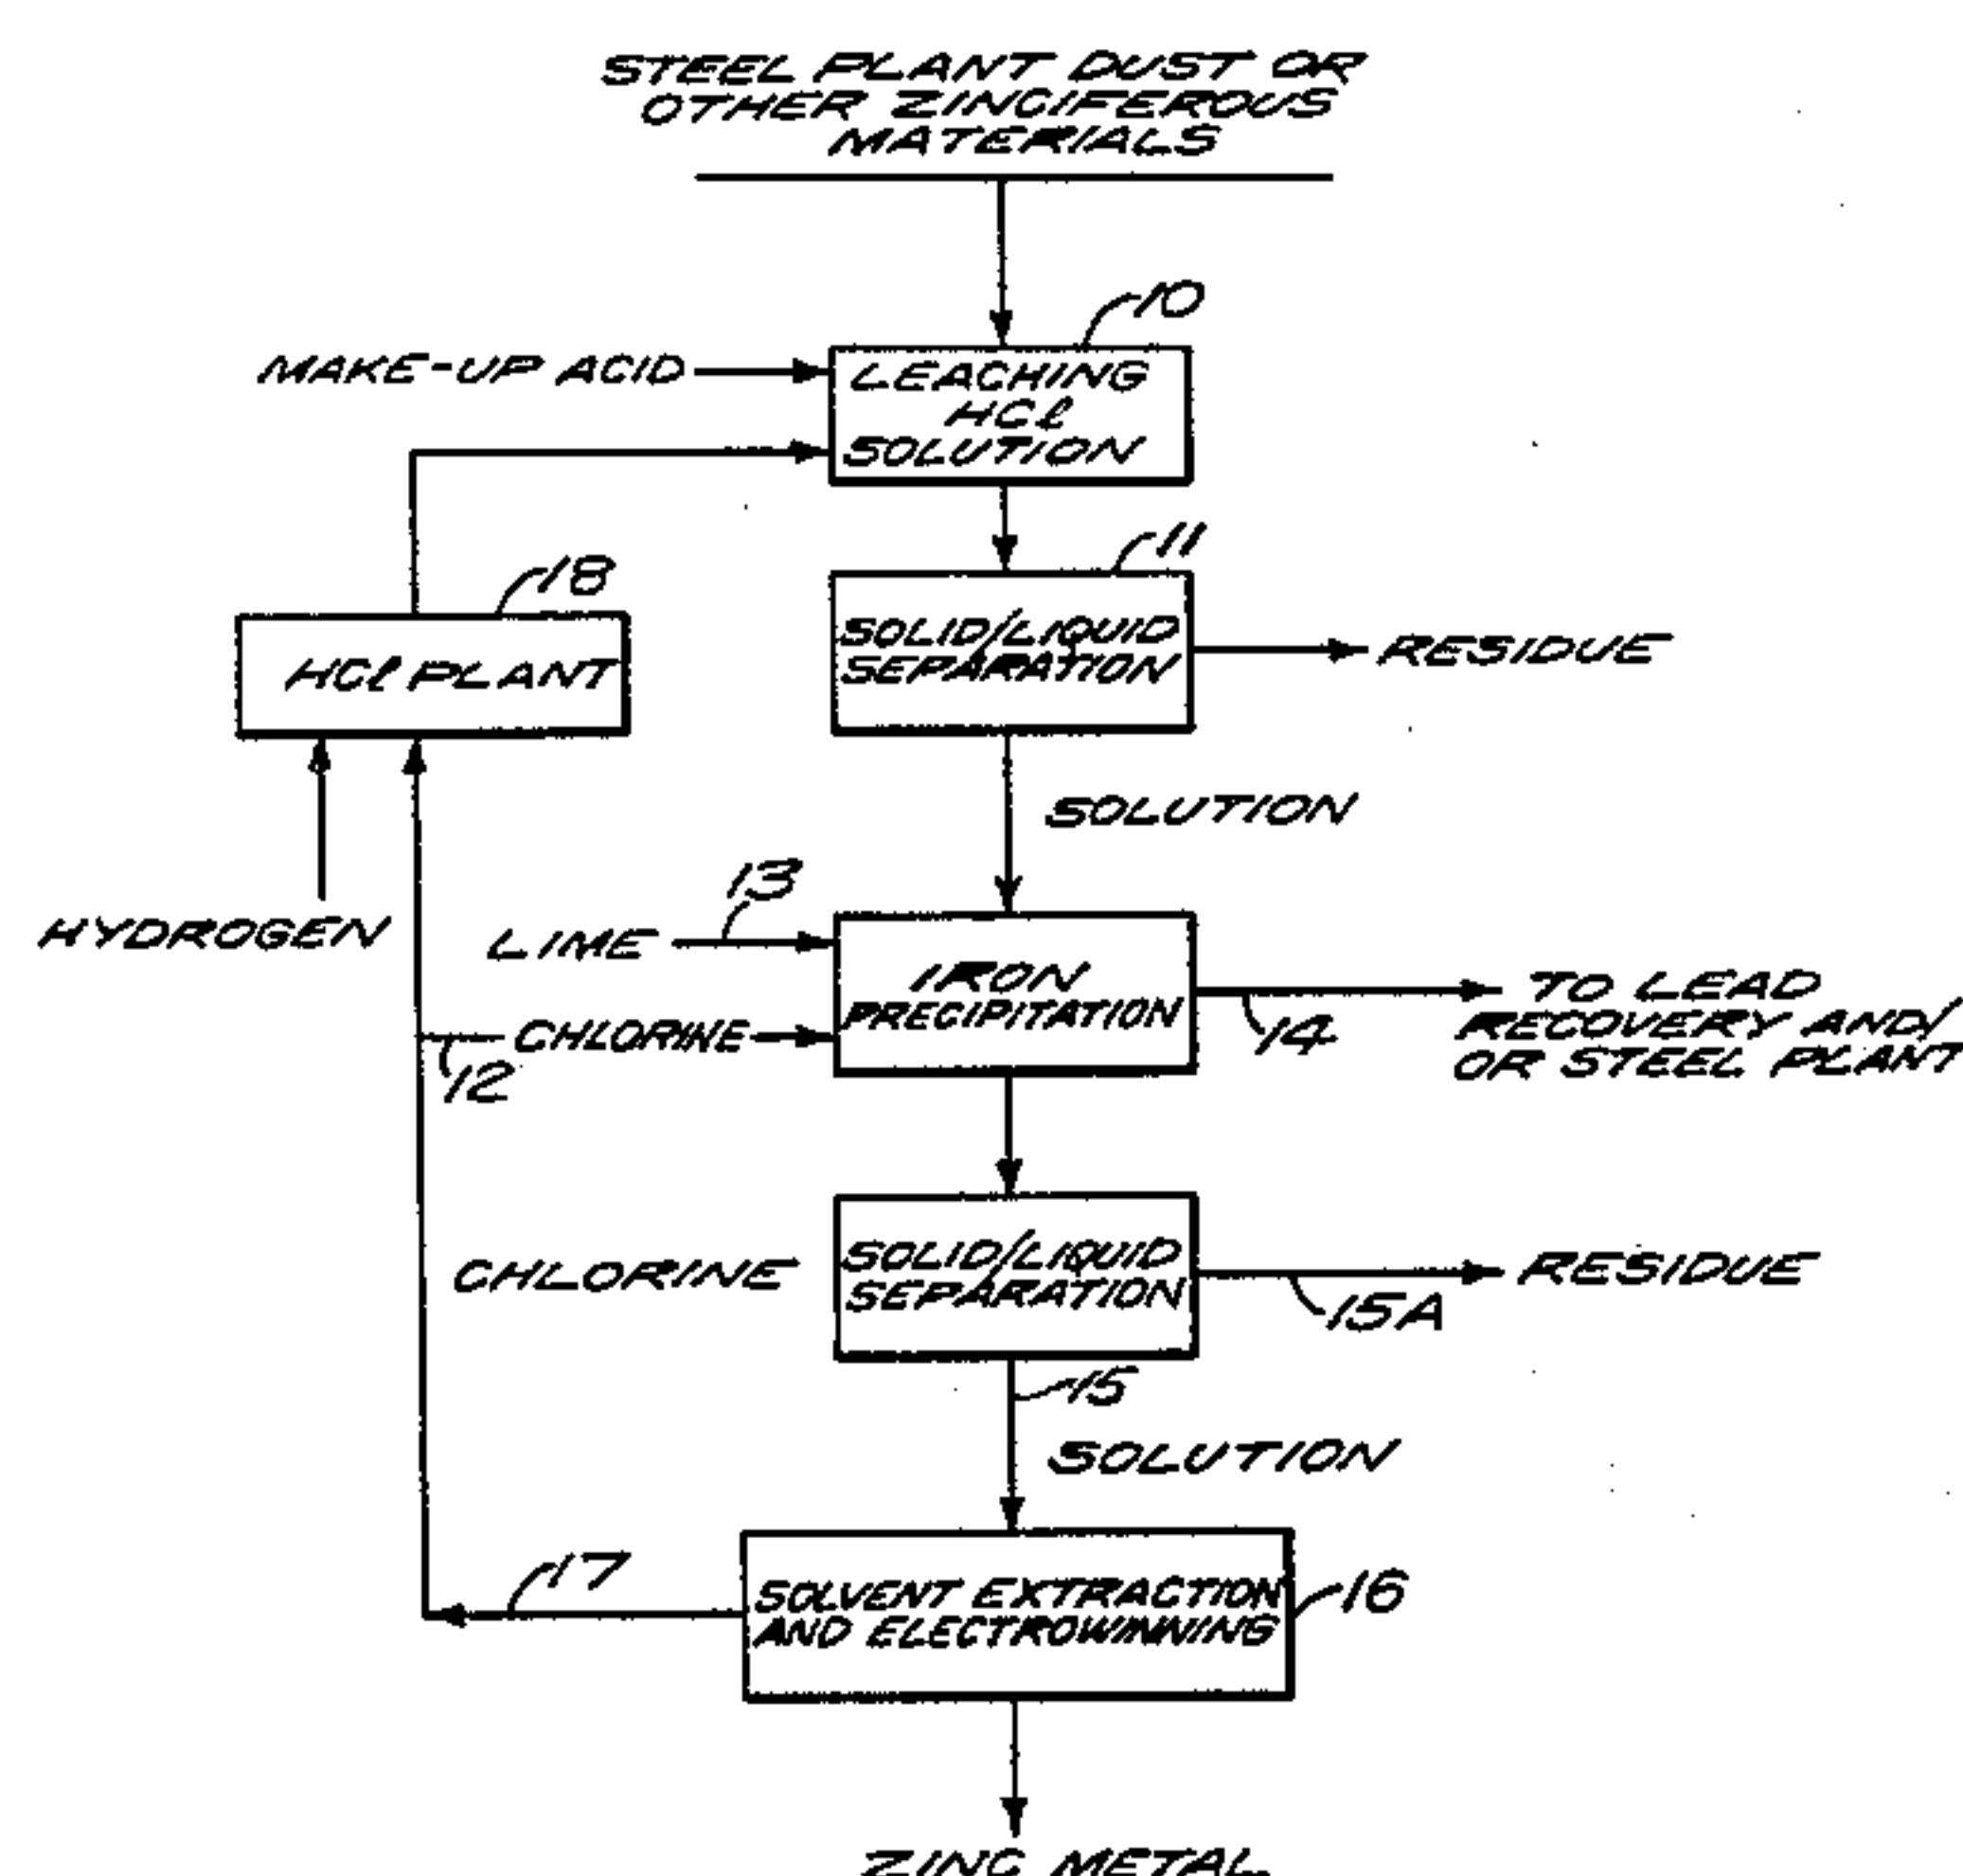 STEEL PLANT DUST OR
OTHER ZINCIFEROUS
MATERIALS
10
MAKE-UP ACID
LEACHING
HCl
SOLUTION
11
18
SOLID/LIQUID
SEPARATION
RESIDUE
HCl PLANT
SOLUTION
13
HYDROGEN
LIME
IRON
PRECIPITATION
TO LEAD
RECOVERY AND/
OR STEEL PLANT
14
CHLORINE
12
CHLORINE
SOLID/LIQUID
SEPARATION
RESIDUE
15A
15
SOLUTION
17
SOLVENT EXTRACTION
AND ELECTROWINNING
16
ZINC METAL